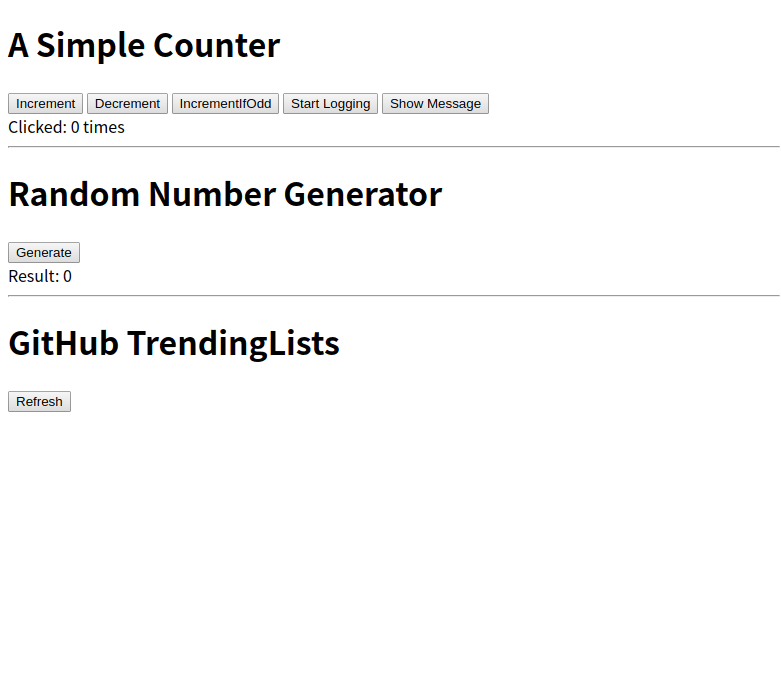 A Simple Counter
Increment Decrement IncrementIfOdd Start Logging Show Message
Clicked: 0 times
Random Number Generator
Generate
Result: 0
GitHub TrendingLists
Refresh